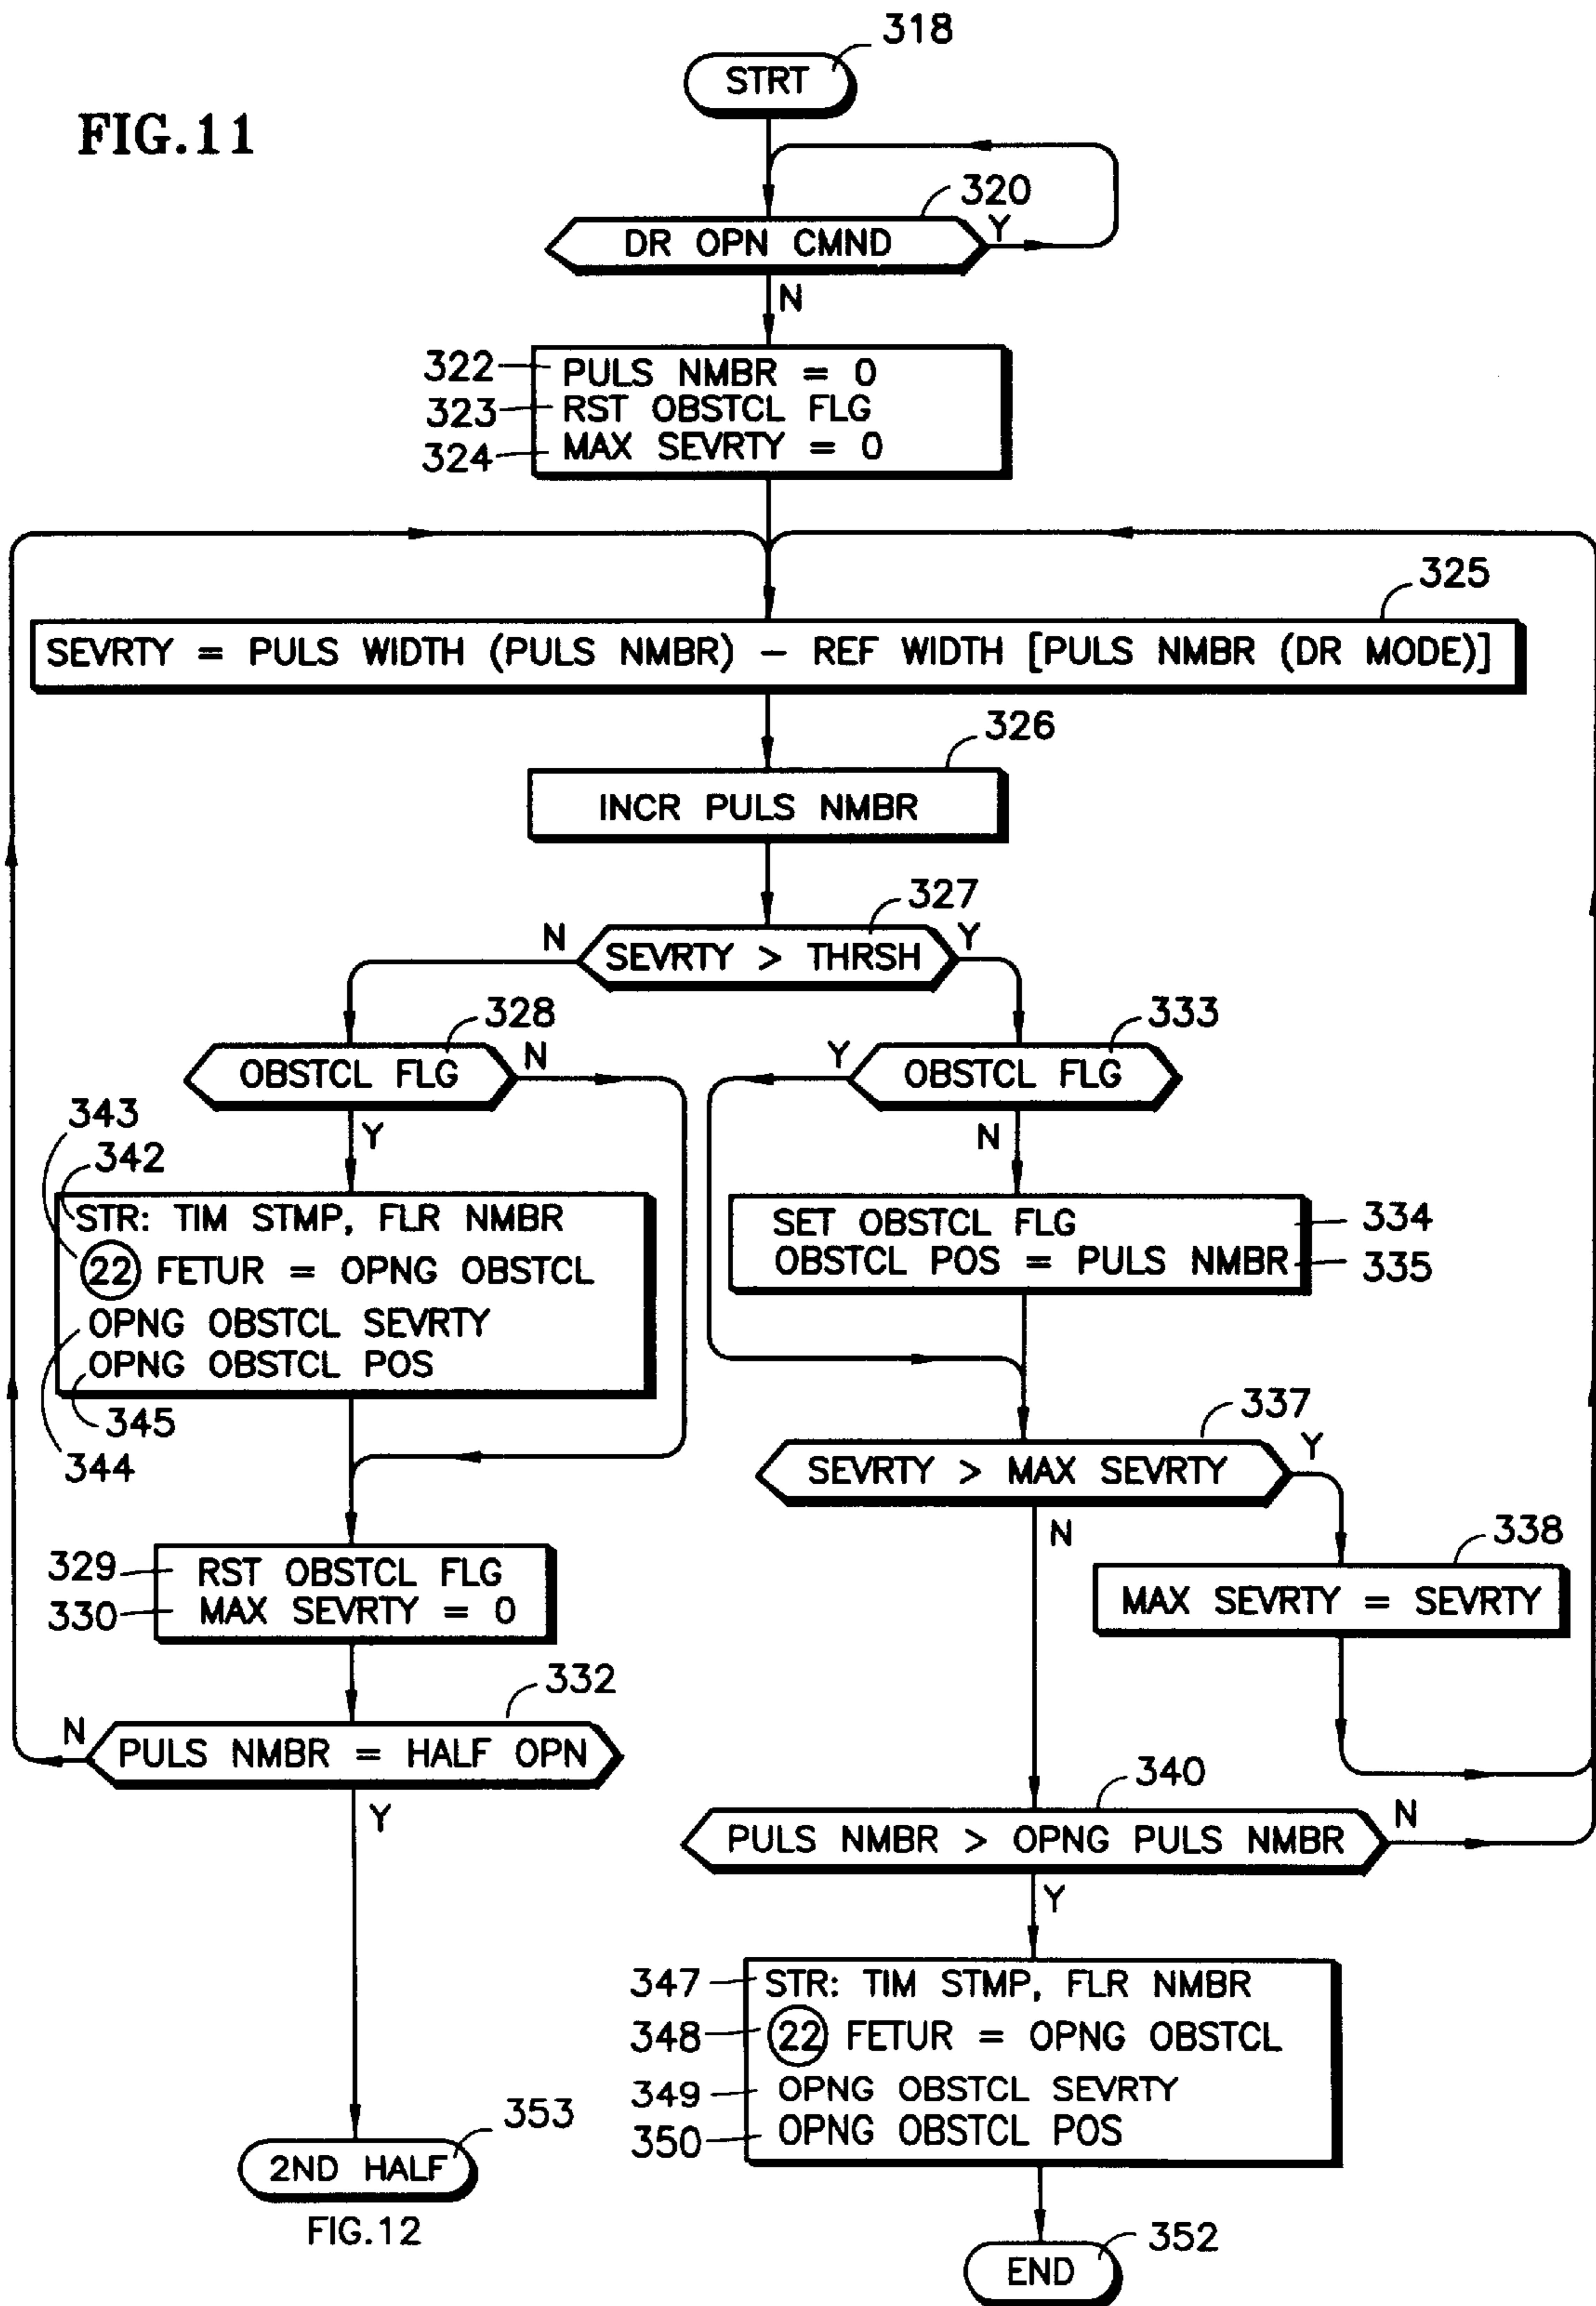 FIG.11
318
STRT
320
DR OPN CMND
Y
N
322
PULS NMBR = 0
323
RST OBSTCL FLG
324
MAX SEVRTY = 0
325
SEVRTY = PULS WIDTH (PULS NMBR) – REF WIDTH [PULS NMBR (DR MODE)]
326
INCR PULS NMBR
327
N
SEVRTY > THRSH
Y
328
OBSTCL FLG
N
Y
333
Y
OBSTCL FLG
N
343
342
STR: TIM STMP, FLR NMBR
22 FETUR = OPNG OBSTCL
OPNG OBSTCL SEVRTY
OPNG OBSTCL POS
345
344
SET OBSTCL FLG
334
OBSTCL POS = PULS NMBR
335
337
SEVRTY > MAX SEVRTY
Y
N
338
MAX SEVRTY = SEVRTY
329
RST OBSTCL FLG
330
MAX SEVRTY = 0
332
N
PULS NMBR = HALF OPN
Y
340
PULS NMBR > OPNG PULS NMBR
N
Y
347
STR: TIM STMP, FLR NMBR
348
22 FETUR = OPNG OBSTCL
349
OPNG OBSTCL SEVRTY
350
OPNG OBSTCL POS
353
2ND HALF
FIG.12
352
END